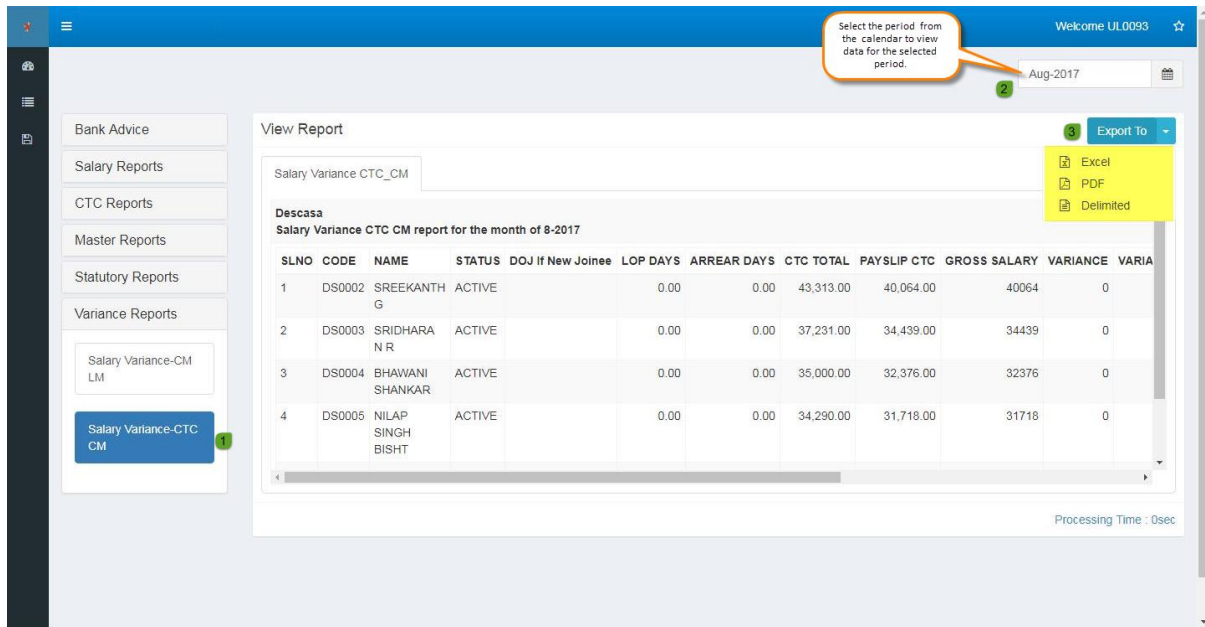 Welcome UL0093
Select the period from
the calendar to view
data for the selected
period.
Aug-2017
2
Bank Advice
Salary Reports
CTC Reports
Master Reports
Statutory Reports
Variance Reports
Salary Variance-CM
LM
Salary Variance-CTC
CM
1
View Report
3 Export To
Excel
PDF
Delimited
Salary Variance CTC_CM
Descasa
Salary Variance CTC CM report for the month of 8-2017
SLNO CODE NAME STATUS DOJ If New Joinee LOP DAYS ARREAR DAYS CTC TOTAL PAYSLIP CTC GROSS SALARY VARIANCE VARIA
1 DS0002 SREEKANTH ACTIVE 0.00 0.00 43,313.00 40,064.00 40064 0
G
2 DS0003 SRIDHARA ACTIVE 0.00 0.00 37,231.00 34,439.00 34439 0
N R
3 DS0004 BHAWANI ACTIVE 0.00 0.00 35,000.00 32,376.00 32376 0
SHANKAR
4 DS0005 NILAP ACTIVE 0.00 0.00 34,290.00 31,718.00 31718 0
SINGH
BISHT
Processing Time : 0sec